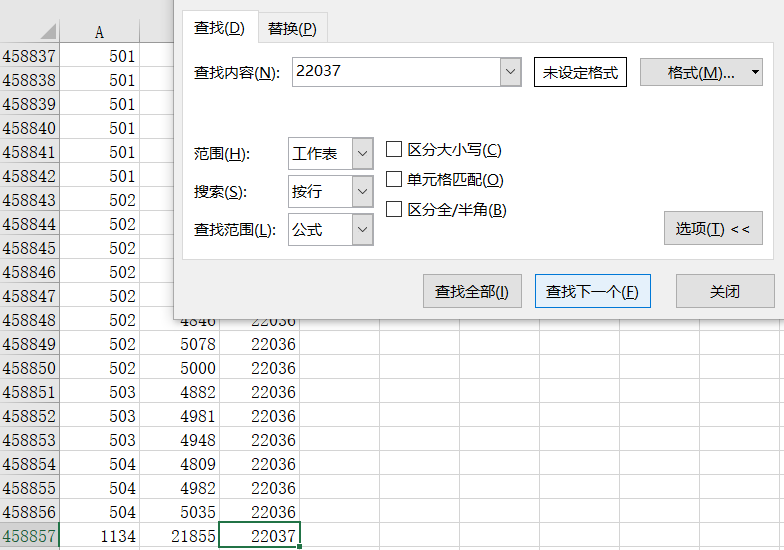 查找(D) 替换(P)
A
458837 501
查找内容(N): 22037 未设定格式 格式(M)...
458838 501
458839 501
458840 501
458841 501 范围(H): 工作表 区分大小写(C)
458842 501 单元格匹配(O)
458843 502 搜索(S): 按行
458844 502 区分全/半角(B)
458845 502 查找范围(L): 公式 选项(T) <<
458846 502
458847 502 查找全部(I) 查找下一个(F) 关闭
458848 502 4846 22036
458849 502 5078 22036
458850 502 5000 22036
458851 503 4882 22036
458852 503 4981 22036
458853 503 4948 22036
458854 504 4809 22036
458855 504 4982 22036
458856 504 5035 22036
458857 1134 21855 22037